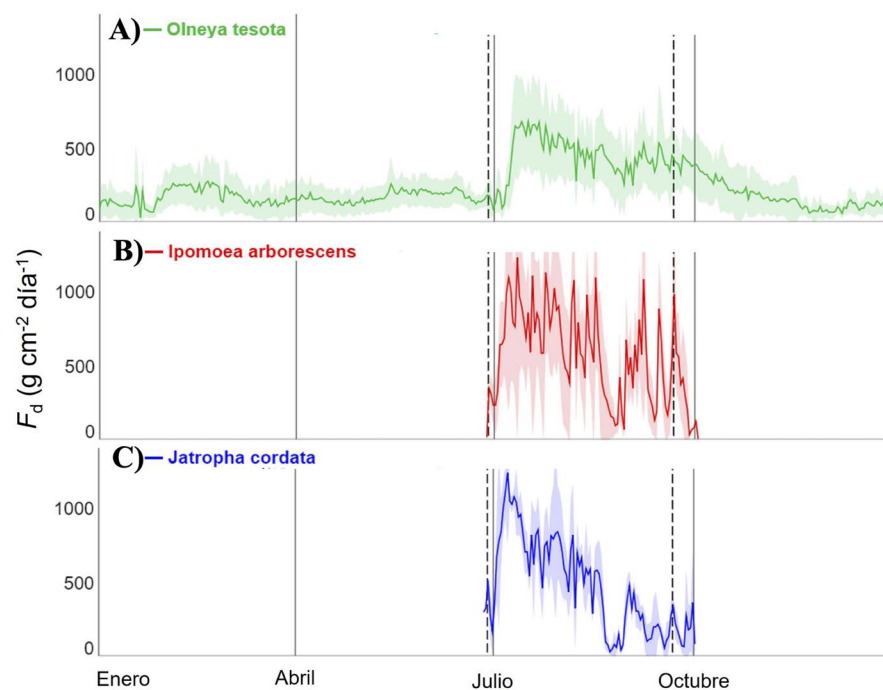 A) Olneya tesota
1000
500
0
B) Ipomoea arborescens
1000
500
0
C) Jatropha cordata
1000
500
0
Fd (g cm-2 día-1)
Enero Abril Julio Octubre